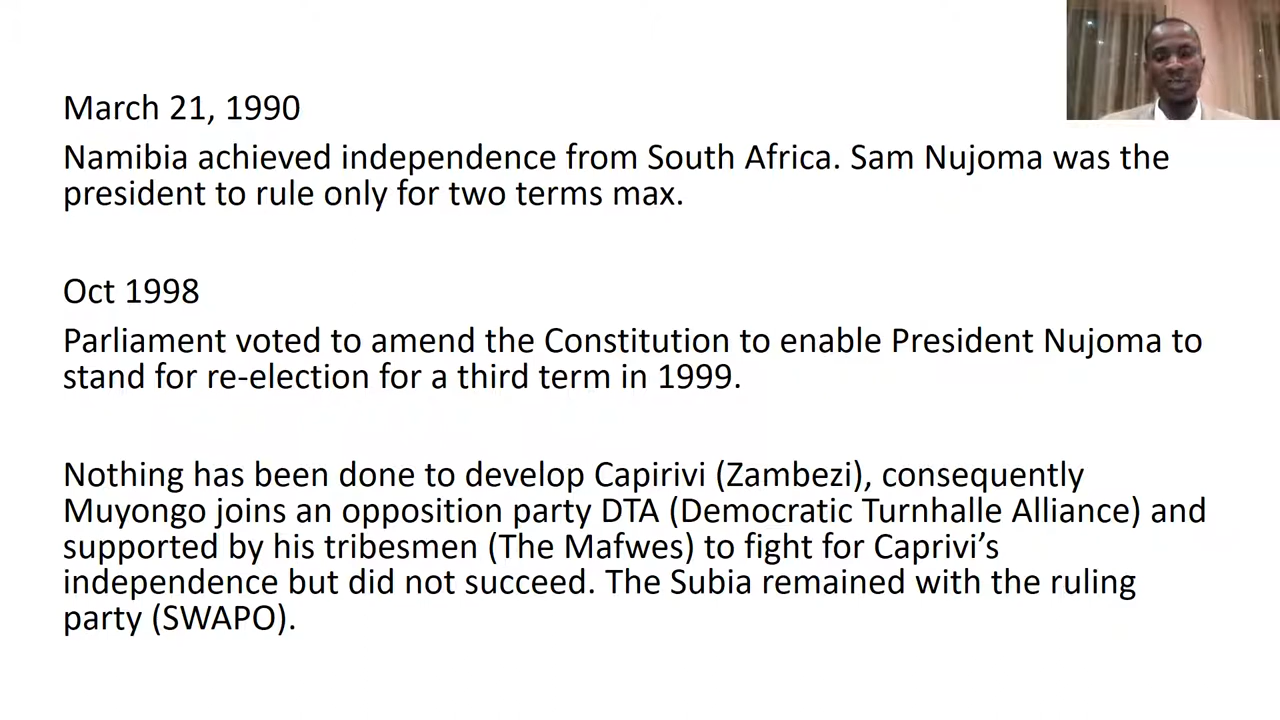 March 21, 1990
Namibia achieved independence from South Africa. Sam Nujoma was the
president to rule only for two terms max.
Oct 1998
Parliament voted to amend the Constitution to enable President Nujoma to
stand for re-election for a third term in 1999.
Nothing has been done to develop Capirivi (Zambezi), consequently
Muyongo joins an opposition party DTA (Democratic Turnhalle Alliance) and
supported by his tribesmen (The Mafwes) to fight for Caprivi’s
independence but did not succeed. The Subia remained with the ruling
party (SWAPO).